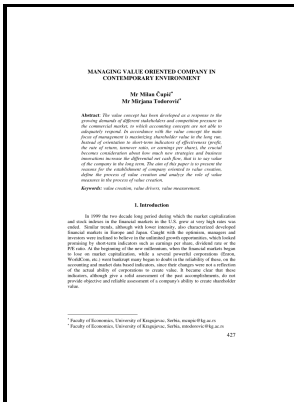 MANAGING VALUE ORIENTED COMPANY IN
CONTEMPORARY ENVIRONMENT
Mr Milan Čupić*
Mr Mirjana Todorović*
Abstract: The value concept has been developed as a response to the
growing demands of different stakeholders and competition pressure in
the commercial market, to which accounting concepts are not able to
adequately respond. In accordance with the value concept the main
focus of management is maximizing shareholder value in the long run.
Instead of orientation to short-term indicators of effectiveness (profit,
the rate of return, turnover rates, or earnings per share), the crucial
becomes consideration about how much new strategies and business
innovations increase the differential net cash flow, that is to say value
of the company in the long term. The aim of this paper is to present the
reasons for the establishment of company oriented to value creation,
define the process of value creation and analyze the role of value
measures in the process of value creation.
Keywords: value creation, value drivers, value measurement.
1. Introduction
In 1999 the two decade long period during which the market capitalization
and stock indexes in the financial markets in the U.S. grew at very high rates was
ended. Similar trends, although with lower intensity, also characterized developed
financial markets in Europe and Japan. Caught with the optimism, managers and
investors were inclined to believe in the unlimited growth opportunities, which looked
promising by short-term indicators such as earnings per share, dividend rate or the
P/E ratio. At the beginning of the new millennium, when the financial markets began
to lose on market capitalization, while a several powerful corporations (Enron,
WorldCom, etc.) went bankrupt many began to doubt in the reliability of these, on the
accounting and market data based indicators, since their changes were not a reflection
of the actual ability of corporations to create value. It became clear that these
indicators, although give a solid assessment of the past accomplishments, do not
provide objective and reliable assessment of a company's ability to create shareholder
value.
* Faculty of Economics, University of Kragujevac, Serbia, mcupic@kg.ac.rs
* Faculty of Economics, University of Kragujevac, Serbia, mtodorovic@kg.ac.rs
427